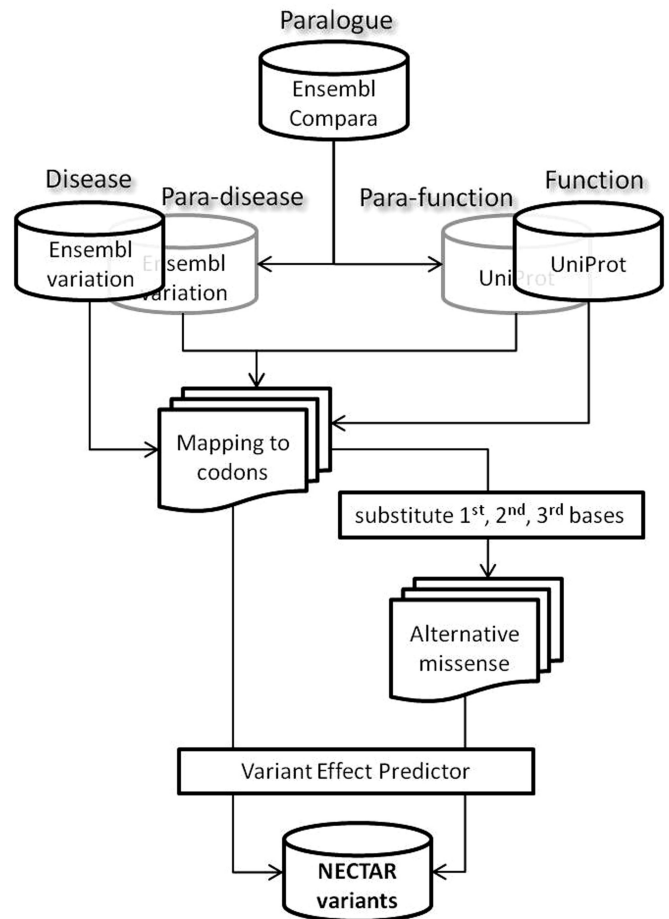 Paralogue
Ensembl
Compara
Disease
Para-disease
Para-function
Function
Ensembl
variation
Ensembl
variation
UniProt
UniProt
Mapping to
codons
substitute 1st, 2nd, 3rd bases
Alternative
missense
Variant Effect Predictor
NECTAR
variants